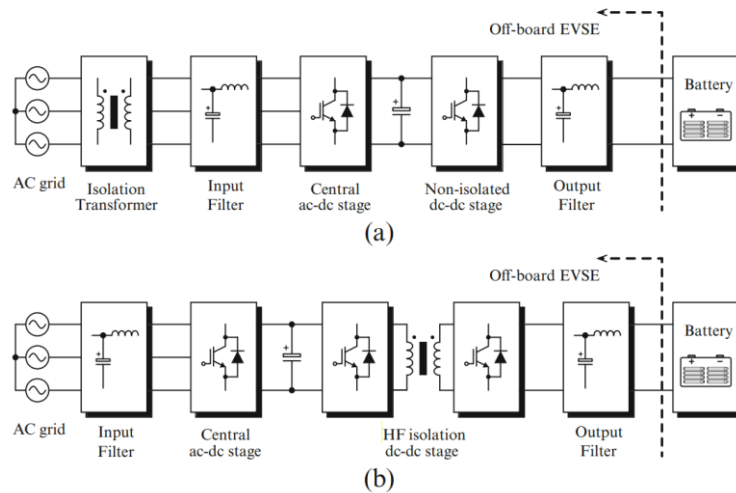 Off-board EVSE
Battery
AC grid
Isolation
Transformer
Input
Filter
Central
ac-dc stage
Non-isolated
dc-dc stage
Output
Filter
(a)
Off-board EVSE
Battery
AC grid
Input
Filter
Central
ac-dc stage
HF isolation
dc-dc stage
Output
Filter
(b)